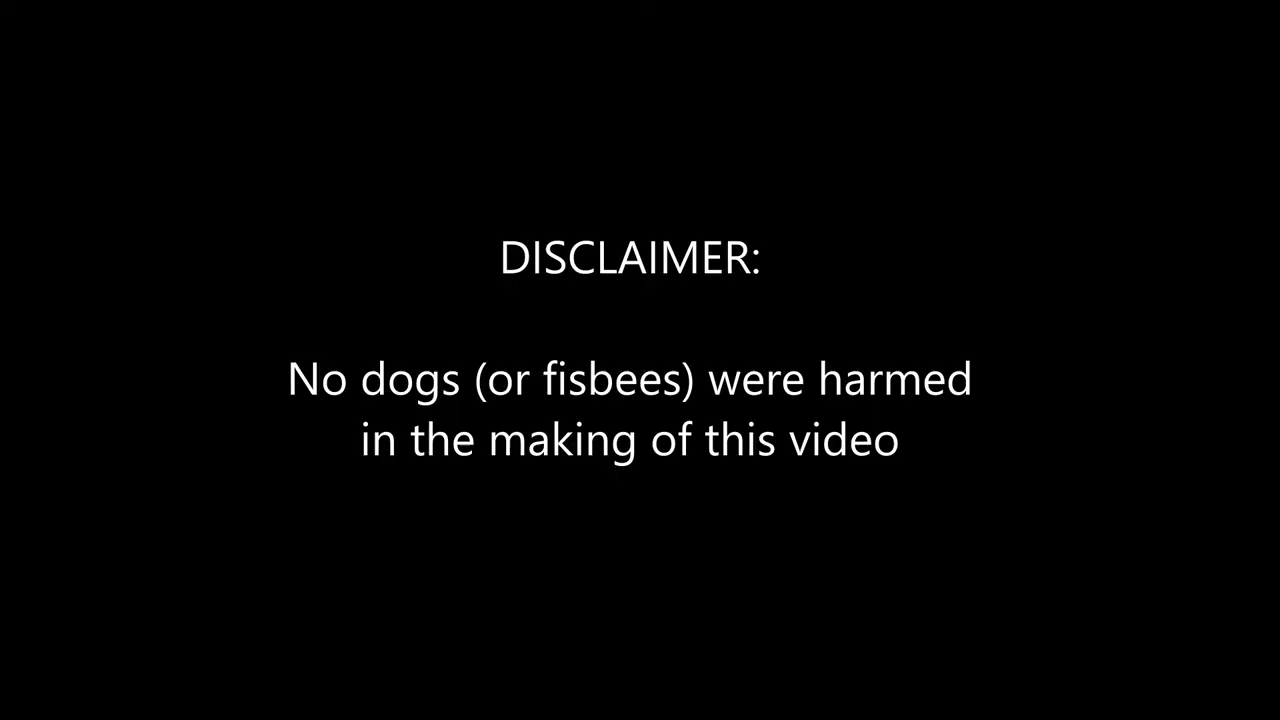 DISCLAIMER:
No dogs (or fisbees) were harmed
in the making of this video